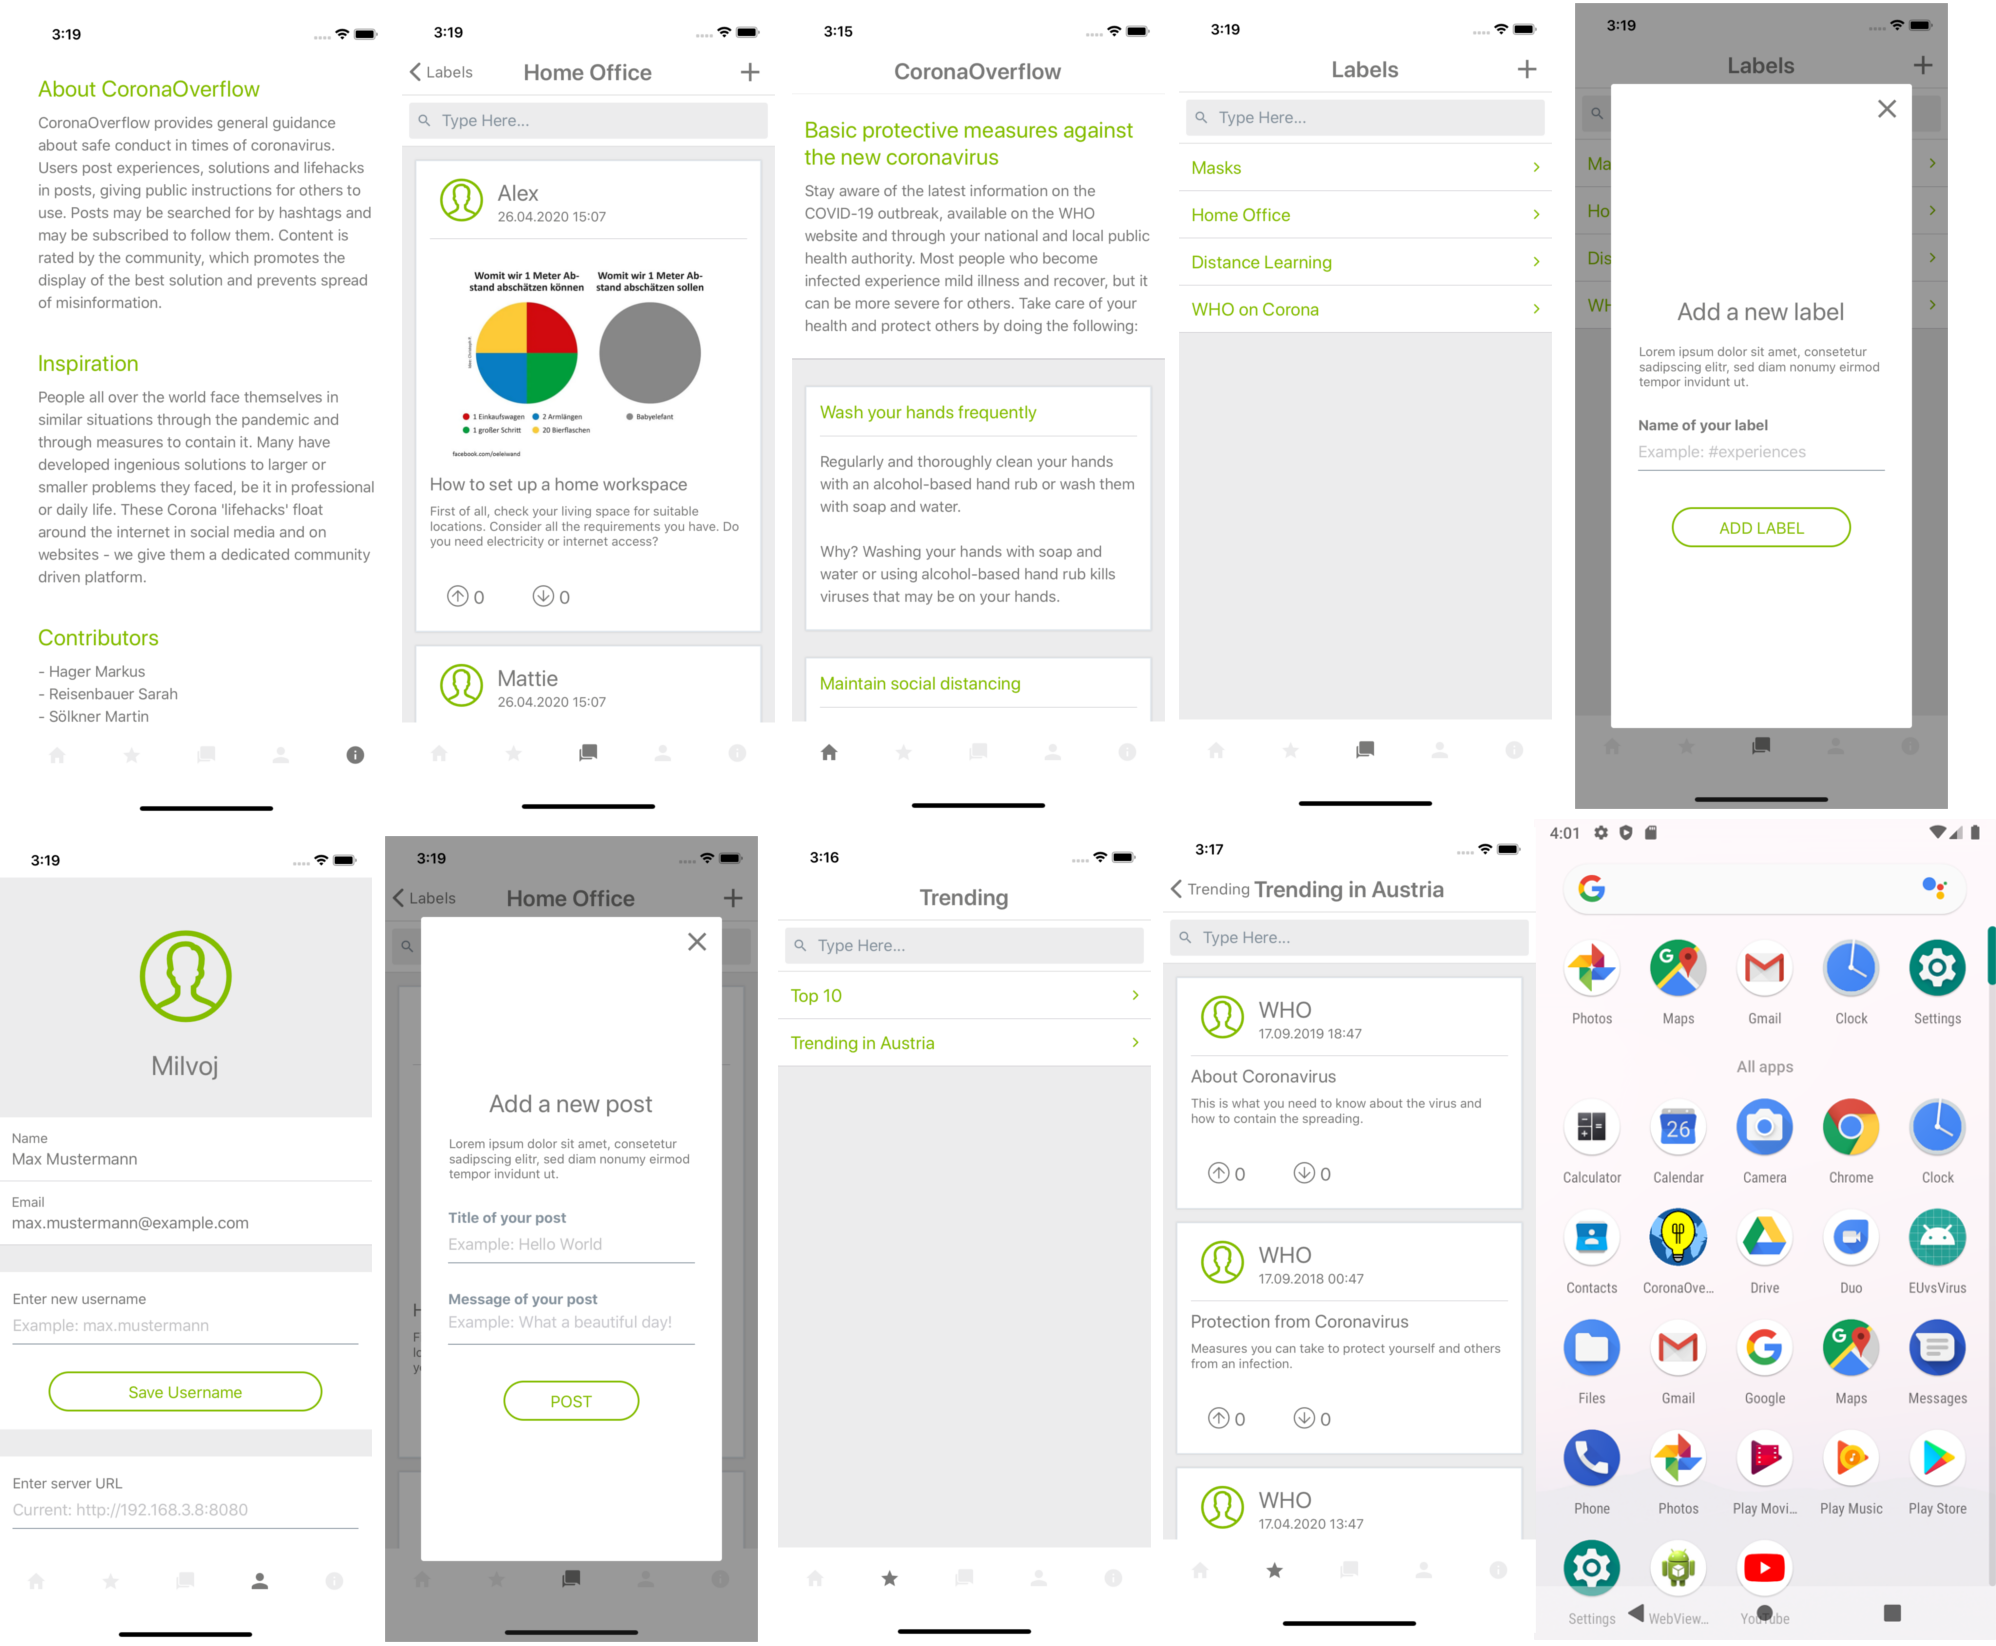 3:19
About CoronaOverflow
CoronaOverflow provides general guidance
about safe conduct in times of coronavirus.
Users post experiences, solutions and lifehacks
in posts, giving public instructions for others to
use. Posts may be searched for by hashtags and
may be subscribed to follow them. Content is
rated by the community, which promotes the
display of the best solution and prevents spread
of misinformation.
Inspiration
People all over the world face themselves in
similar situations through the pandemic and
through measures to contain it. Many have
developed ingenious solutions to larger or
smaller problems they faced, be it in professional
or daily life. These Corona 'lifehacks' float
around the internet in social media and on
websites - we give them a dedicated community
driven platform.
Contributors
- Hager Markus
- Reisenbauer Sarah
- Sölkner Martin
3:19
Labels
Home Office
Type Here...
Alex
26.04.2020 15:07
Womit wir 1 Meter Ab-
stand abschätzen können
Womit wir 1 Meter Ab-
stand abschätzen sollen
1 Einkaufswagen
2 Armlängen
1 großer Schritt
20 Bierflaschen
Babyelefant
facebook.com/oeleiwand
How to set up a home workspace
First of all, check your living space for suitable
locations. Consider all the requirements you have. Do
you need electricity or internet access?
0
0
Mattie
26.04.2020 15:07
3:15
CoronaOverflow
Basic protective measures against
the new coronavirus
Stay aware of the latest information on the
COVID-19 outbreak, available on the WHO
website and through your national and local public
health authority. Most people who become
infected experience mild illness and recover, but it
can be more severe for others. Take care of your
health and protect others by doing the following:
Wash your hands frequently
Regularly and thoroughly clean your hands
with an alcohol-based hand rub or wash them
with soap and water.
Why? Washing your hands with soap and
water or using alcohol-based hand rub kills
viruses that may be on your hands.
Maintain social distancing
3:19
Labels
Type Here...
Masks
Home Office
Distance Learning
WHO on Corona
3:19
Labels
Ma
Ho
Dis
WH
Add a new label
Lorem ipsum dolor sit amet, consetetur
sadipscing elitr, sed diam nonumy eirmod
tempor invidunt ut.
Name of your label
Example: #experiences
ADD LABEL
3:19
Milvoj
Name
Max Mustermann
Email
max.mustermann@example.com
Enter new username
Example: max.mustermann
Save Username
Enter server URL
Current: http://192.168.3.8:8080
3:19
Labels
Home Office
Add a new post
Lorem ipsum dolor sit amet, consetetur
sadipscing elitr, sed diam nonumy eirmod
tempor invidunt ut.
Title of your post
Example: Hello World
Message of your post
Example: What a beautiful day!
POST
3:16
Trending
Type Here...
Top 10
Trending in Austria
3:17
Trending
Trending in Austria
Type Here...
WHO
17.09.2019 18:47
About Coronavirus
This is what you need to know about the virus and
how to contain the spreading.
0
0
WHO
17.09.2018 00:47
Protection from Coronavirus
Measures you can take to protect yourself and others
from an infection.
0
0
WHO
17.04.2020 13:47
4:01
Photos
Maps
Gmail
Clock
Settings
All apps
Calculator
26
Calendar
Camera
Chrome
Clock
Contacts
CoronaOve...
Drive
Duo
EUvsVirus
Files
Gmail
Google
Maps
Messages
Phone
Photos
Play Movi...
Play Music
Play Store
Settings
WebView...
YouTube